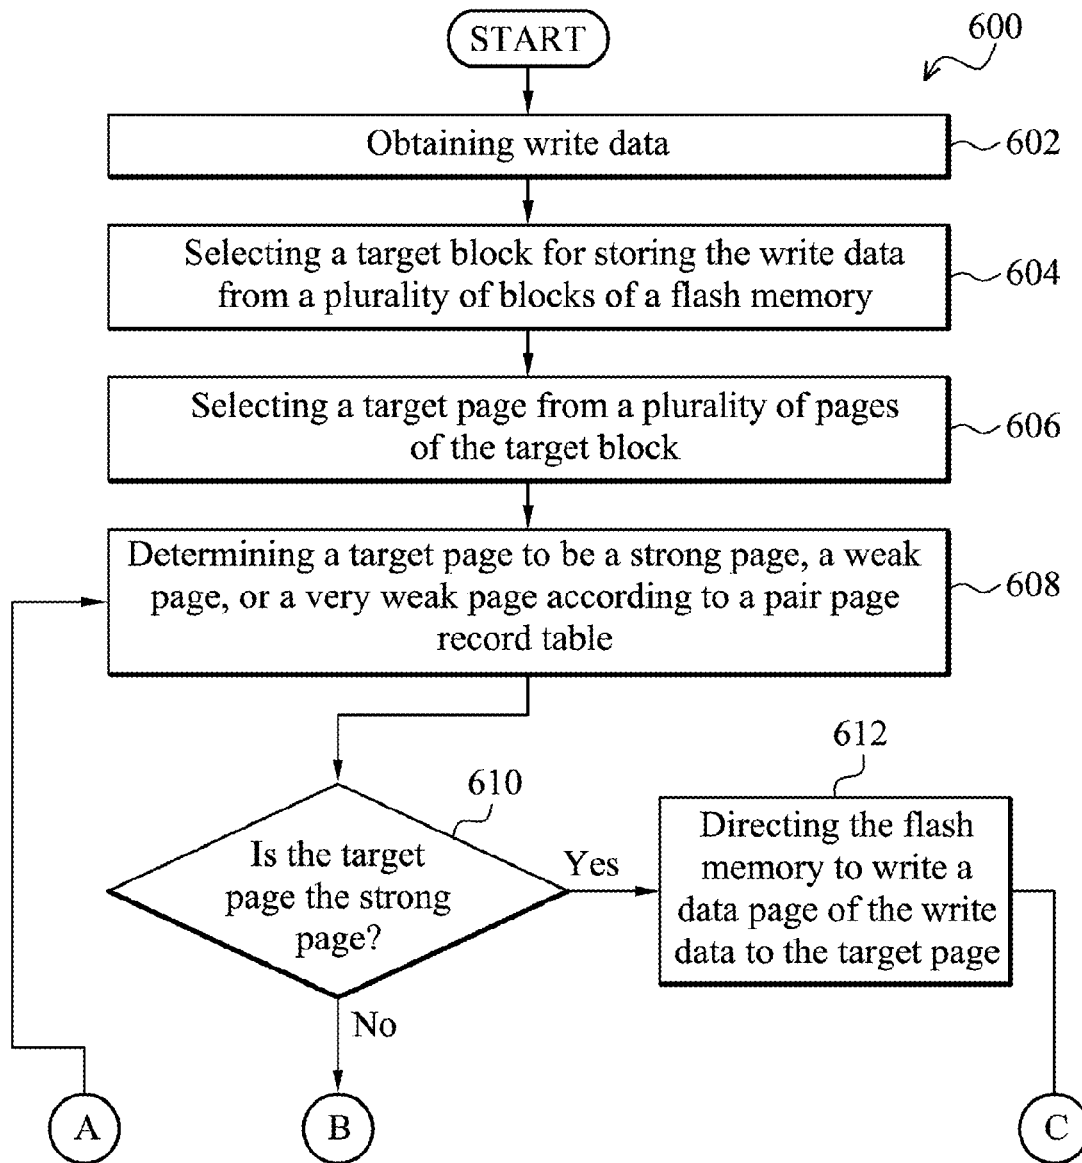 START
600
Obtaining write data
602
Selecting a target block for storing the write data
from a plurality of blocks of a flash memory
604
Selecting a target page from a plurality of pages
of the target block
606
Determining a target page to be a strong page, a weak
page, or a very weak page according to a pair page
record table
608
610
Is the target
page the strong
page?
Yes
No
612
Directing the flash
memory to write a
data page of the write
data to the target page
A
B
C